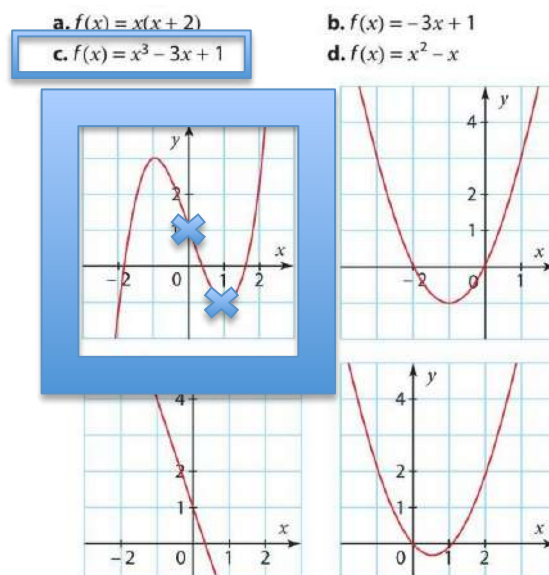 a. f(x) = x(x + 2)
b. f(x) = – 3x + 1
c. f(x) = x³ – 3x + 1
d. f(x) = x² – x
y
2
1
x
– 2
0
1
2
y
4
2
1
x
– 2
0
1
4
2
1
x
– 2
0
1
2
y
4
2
1
x
0
1
2